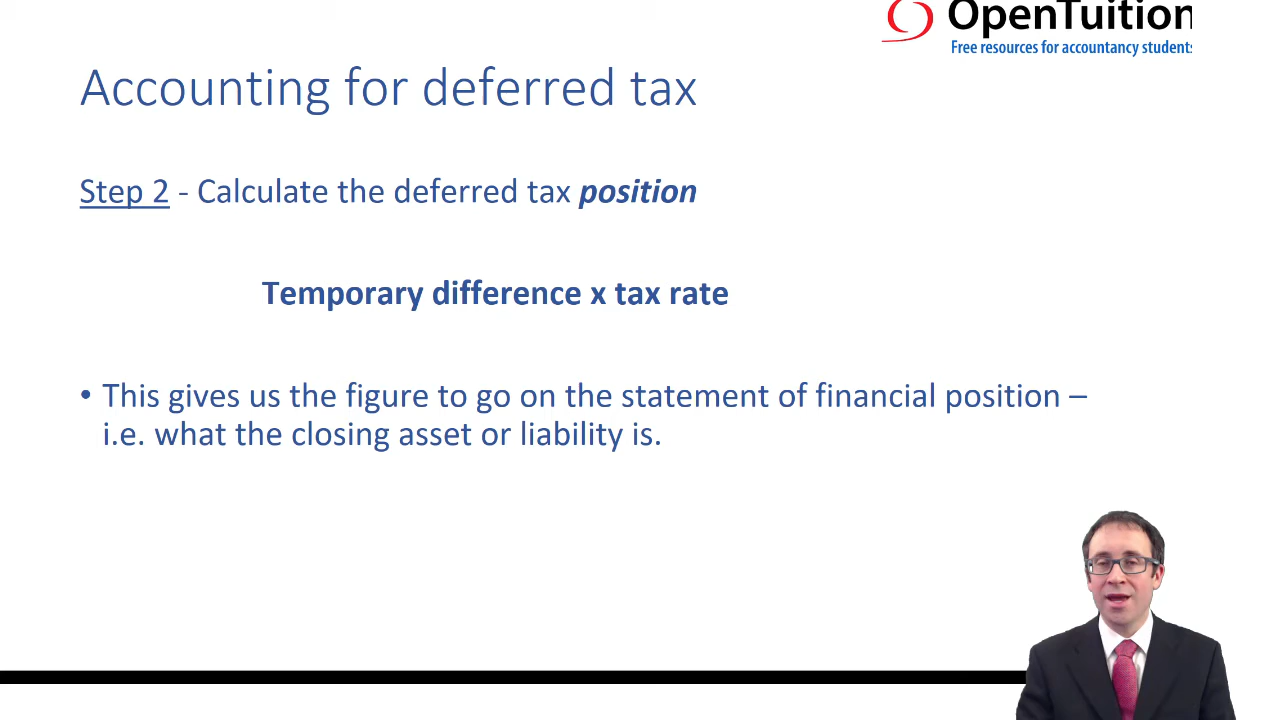 OpenTuition
Free resources for accountancy students
Accounting for deferred tax
Step 2 - Calculate the deferred tax position
Temporary difference x tax rate
• This gives us the figure to go on the statement of financial position –
i.e. what the closing asset or liability is.